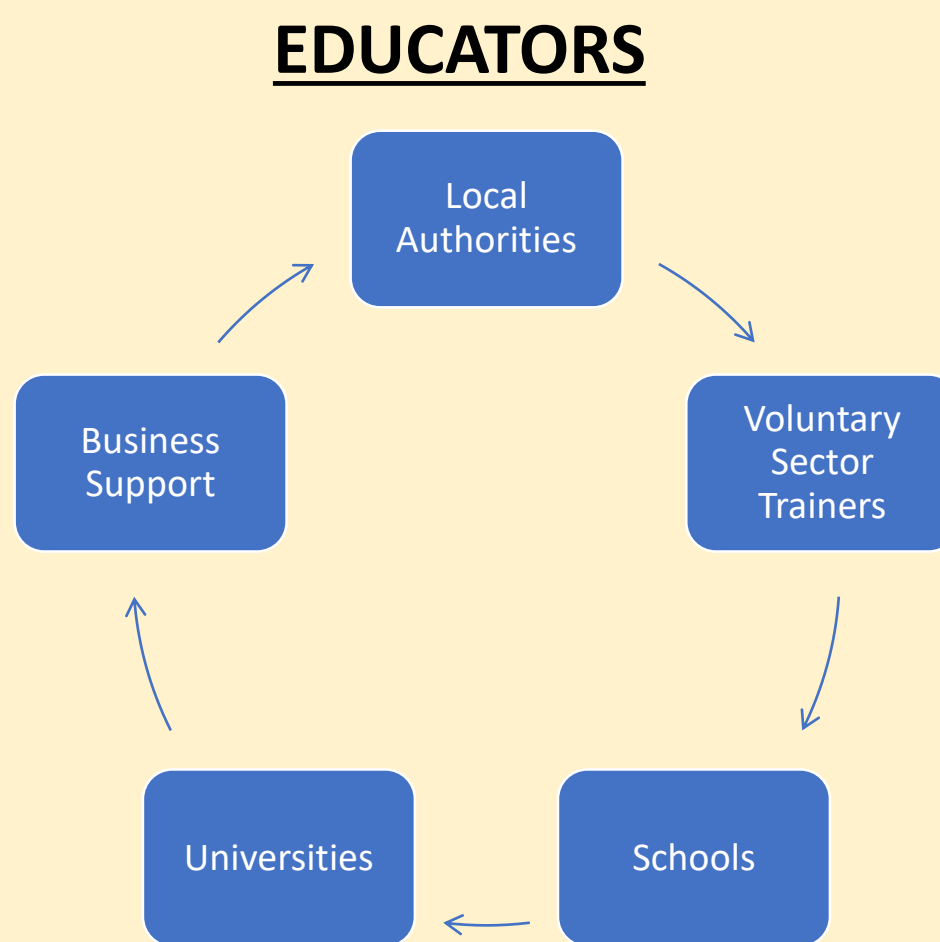 EDUCATORS
Local
Authorities
Voluntary
Sector
Trainers
Schools
Universities
Business
Support